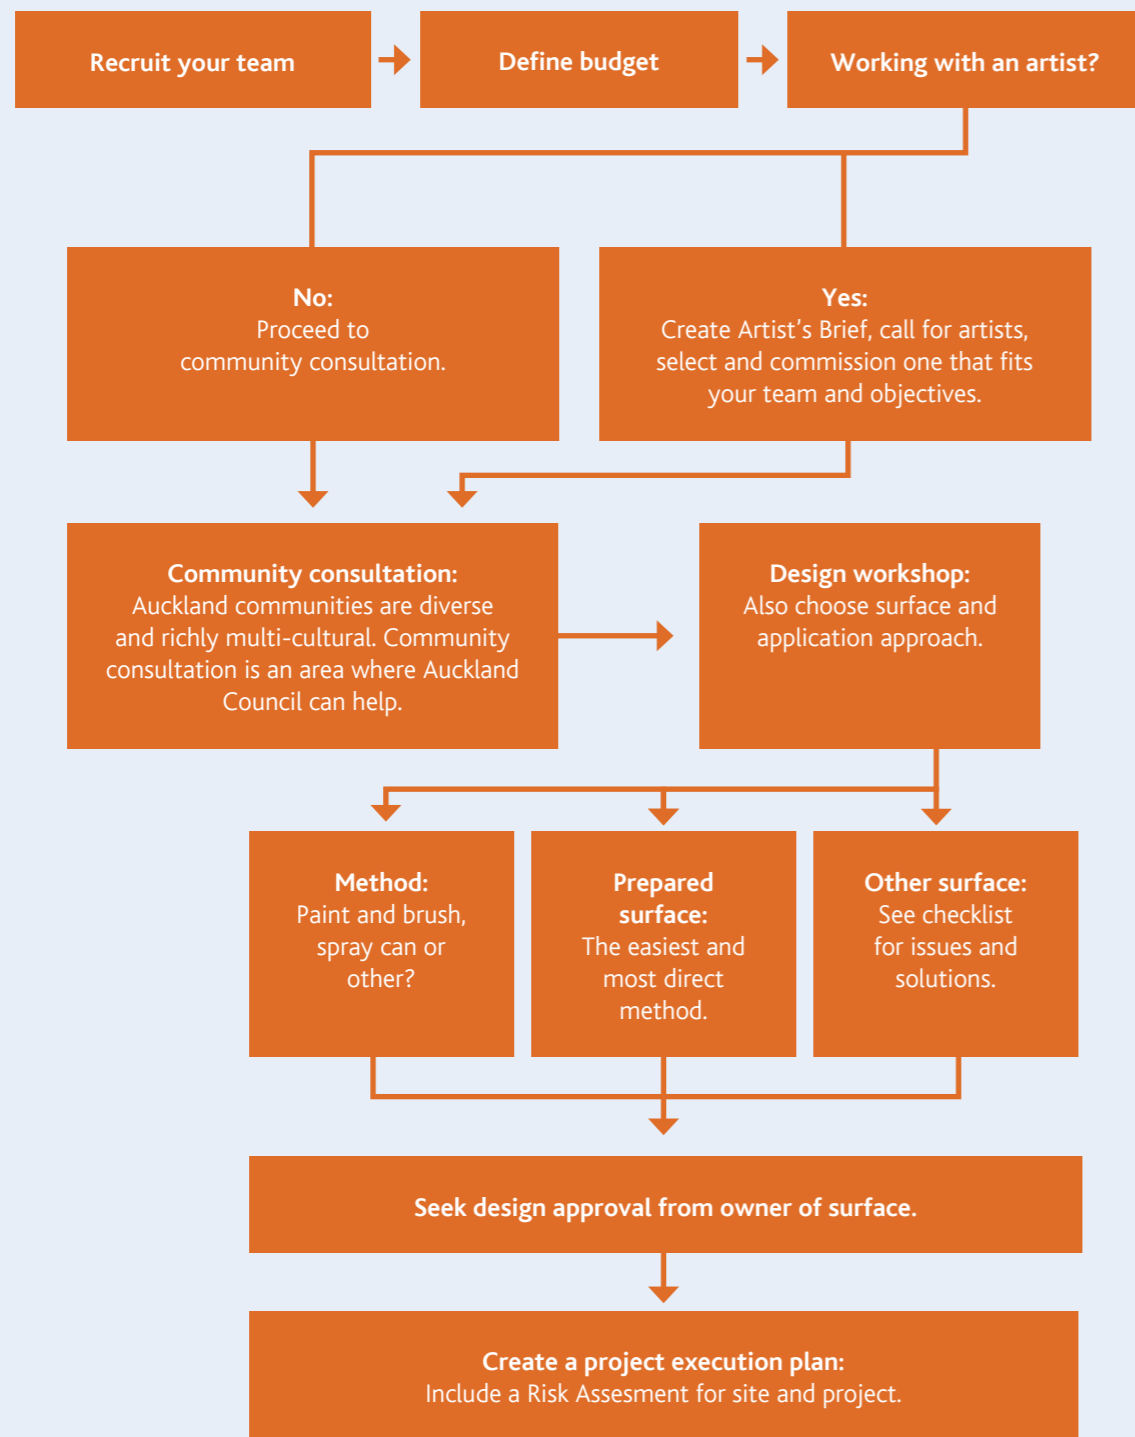 Recruit your team
Define budget
Working with an artist?
No:
Proceed to
community consultation.
Yes:
Create Artist’s Brief, call for artists,
select and commission one that fits
your team and objectives.
Community consultation:
Auckland communities are diverse
and richly multi-cultural. Community
consultation is an area where Auckland
Council can help.
Design workshop:
Also choose surface and
application approach.
Method:
Paint and brush,
spray can or
other?
Prepared
surface:
The easiest and
most direct
method.
Other surface:
See checklist
for issues and
solutions.
Seek design approval from owner of surface.
Create a project execution plan:
Include a Risk Assesment for site and project.